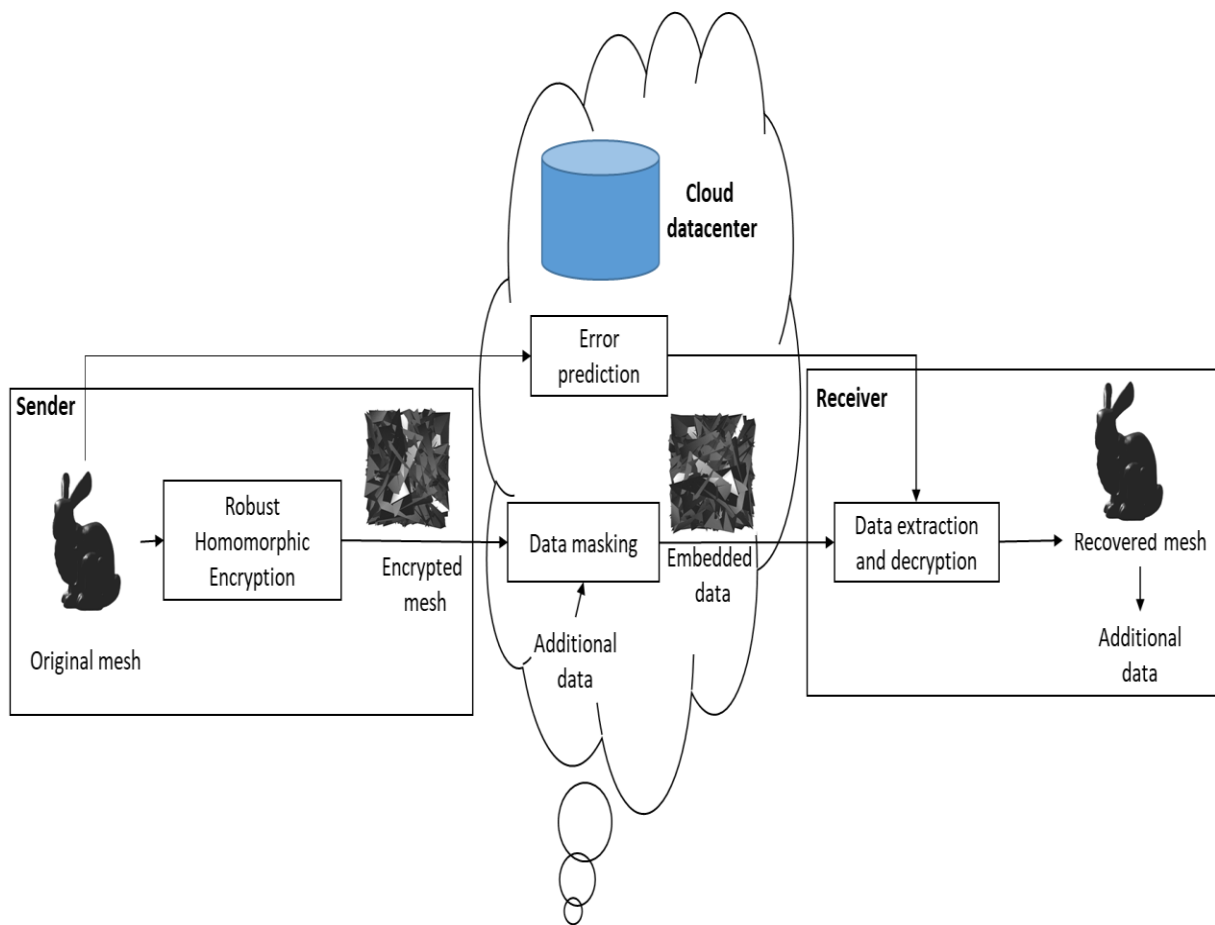 Cloud
datacenter
Error
prediction
Sender
Receiver
Robust
Homomorphic
Encryption
Original mesh
Encrypted
mesh
Data masking
Additional
data
Embedded
data
Data extraction
and decryption
Recovered mesh
Additional
data